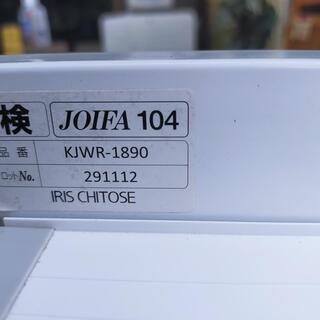 検 JOIFA 104
品番 KJWR-1890
ロットNo. 291112
IRIS CHITOSE